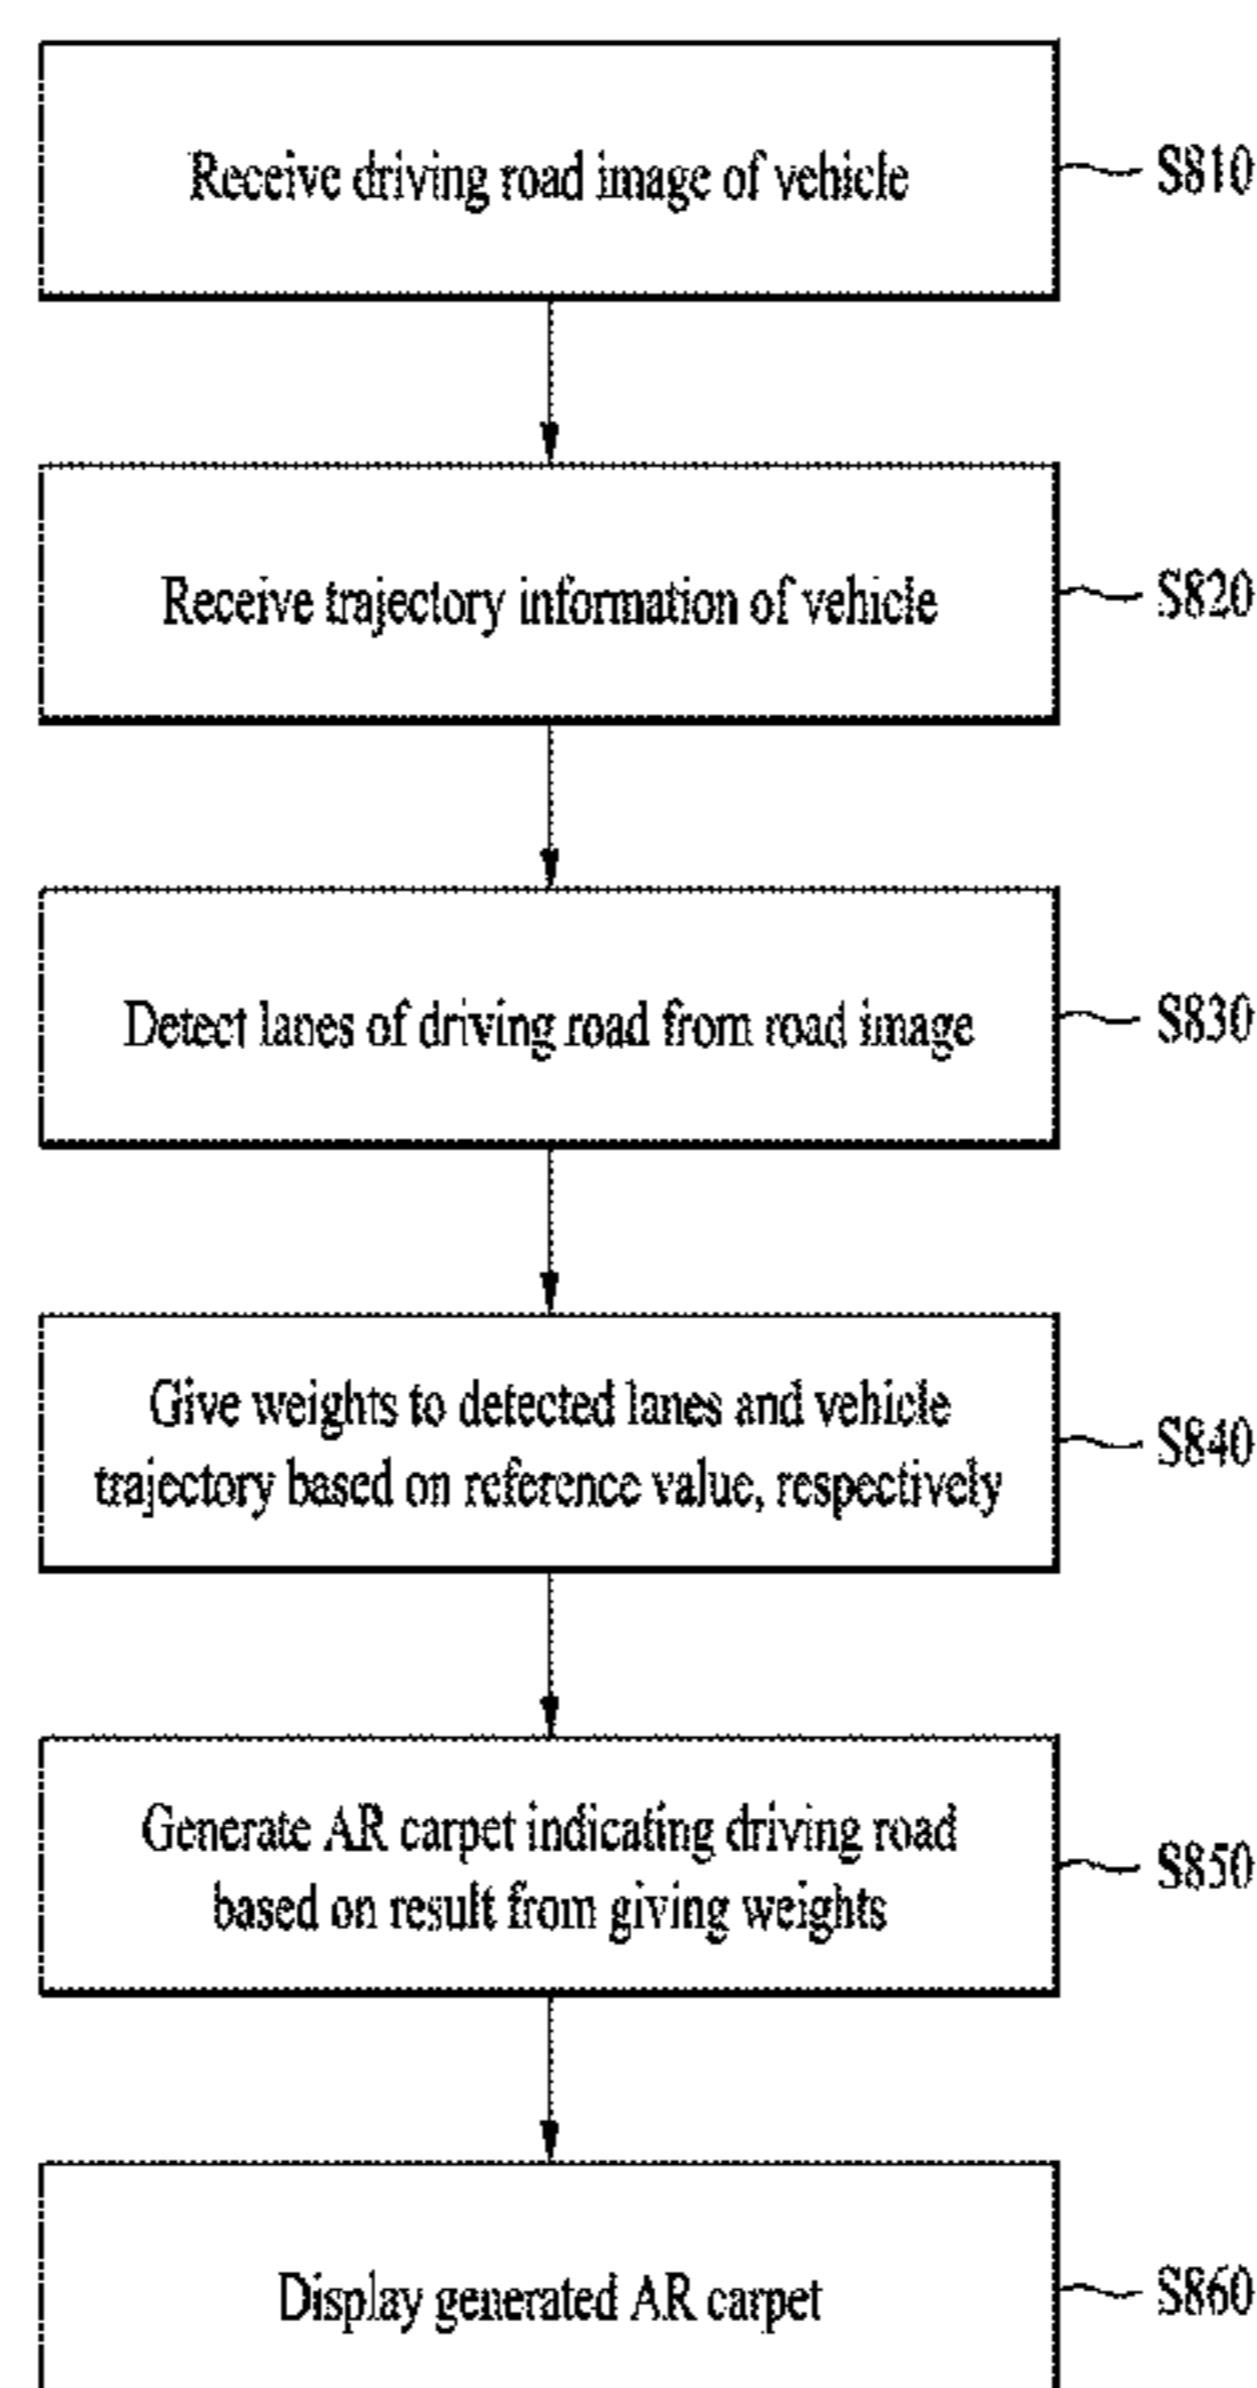 Receive driving road image of vehicle
S810
Receive trajectory information of vehicle
S820
Detect lanes of driving road from road image
S830
Give weights to detected lanes and vehicle
trajectory based on reference value, respectively
S840
Generate AR carpet indicating driving road
based on result from giving weights
S850
Display generated AR carpet
S860